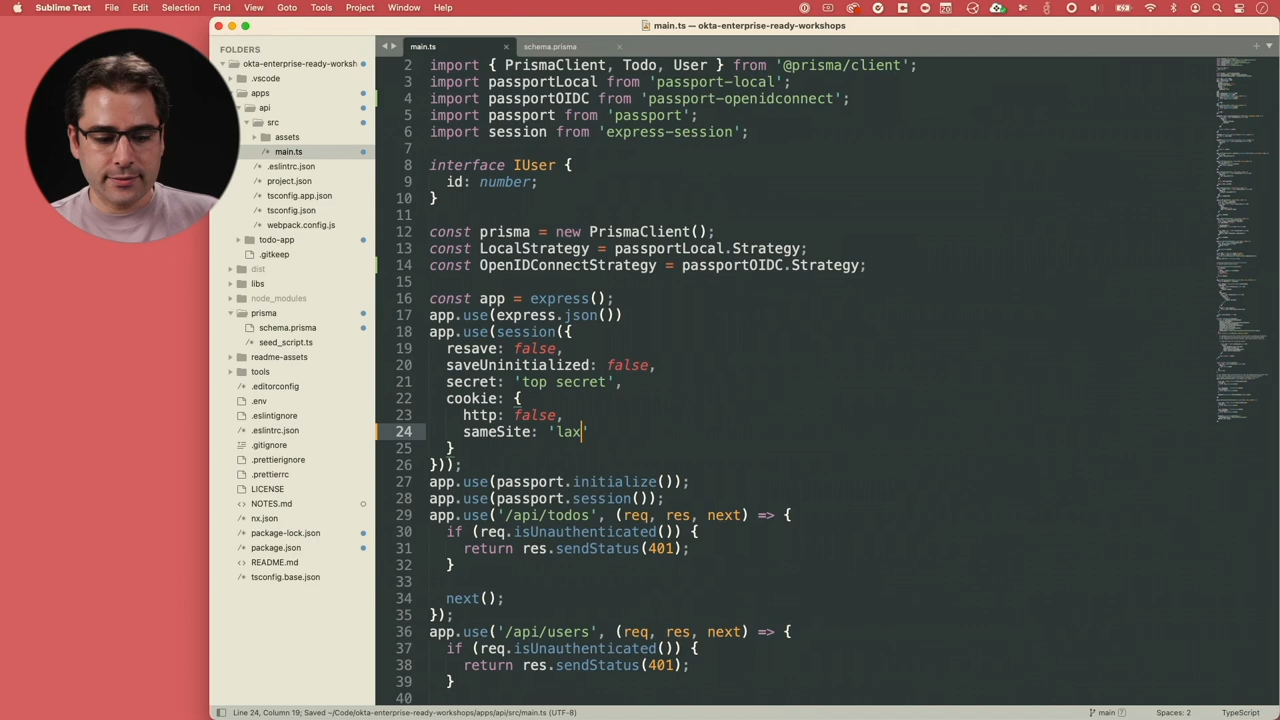 Sublime Text File Edit Selection Find View Goto Tools Project Window Help
main.ts — okta-enterprise-ready-workshops
FOLDERS
okta-enterprise-ready-worksh
.vscode
apps
api
src
assets
main.ts
.eslintrc.json
project.json
tsconfig.app.json
tsconfig.json
webpack.config.js
todo-app
.gitkeep
dist
libs
node_modules
prisma
schema.prisma
seed_script.ts
readme-assets
tools
.editorconfig
.env
.eslintignore
.eslintrc.json
.gitignore
.prettierignore
.prettierrc
LICENSE
NOTES.md
nx.json
package-lock.json
package.json
README.md
tsconfig.base.json
main.ts schema.prisma
2 import { PrismaClient, Todo, User } from '@prisma/client';
3 import passportLocal from 'passport-local';
4 import passportOIDC from 'passport-openidconnect';
5 import passport from 'passport';
6 import session from 'express-session';
7
8 interface IUser {
9 id: number;
10 }
11
12 const prisma = new PrismaClient();
13 const LocalStrategy = passportLocal.Strategy;
14 const OpenIDConnectStrategy = passportOIDC.Strategy;
15
16 const app = express();
17 app.use(express.json())
18 app.use(session({
19 resave: false,
20 saveUninitialized: false,
21 secret: 'top secret',
22 cookie: {
23 http: false,
24 sameSite: 'lax'
25 }
26 }));
27 app.use(passport.initialize());
28 app.use(passport.session());
29 app.use('/api/todos', (req, res, next) => {
30 if (req.isUnauthenticated()) {
31 return res.sendStatus(401);
32 }
33
34 next();
35 });
36 app.use('/api/users', (req, res, next) => {
37 if (req.isUnauthenticated()) {
38 return res.sendStatus(401);
39 }
40
Line 24, Column 19; Saved ~/Code/okta-enterprise-ready-workshops/apps/api/src/main.ts (UTF-8) main 7 Spaces: 2 TypeScript